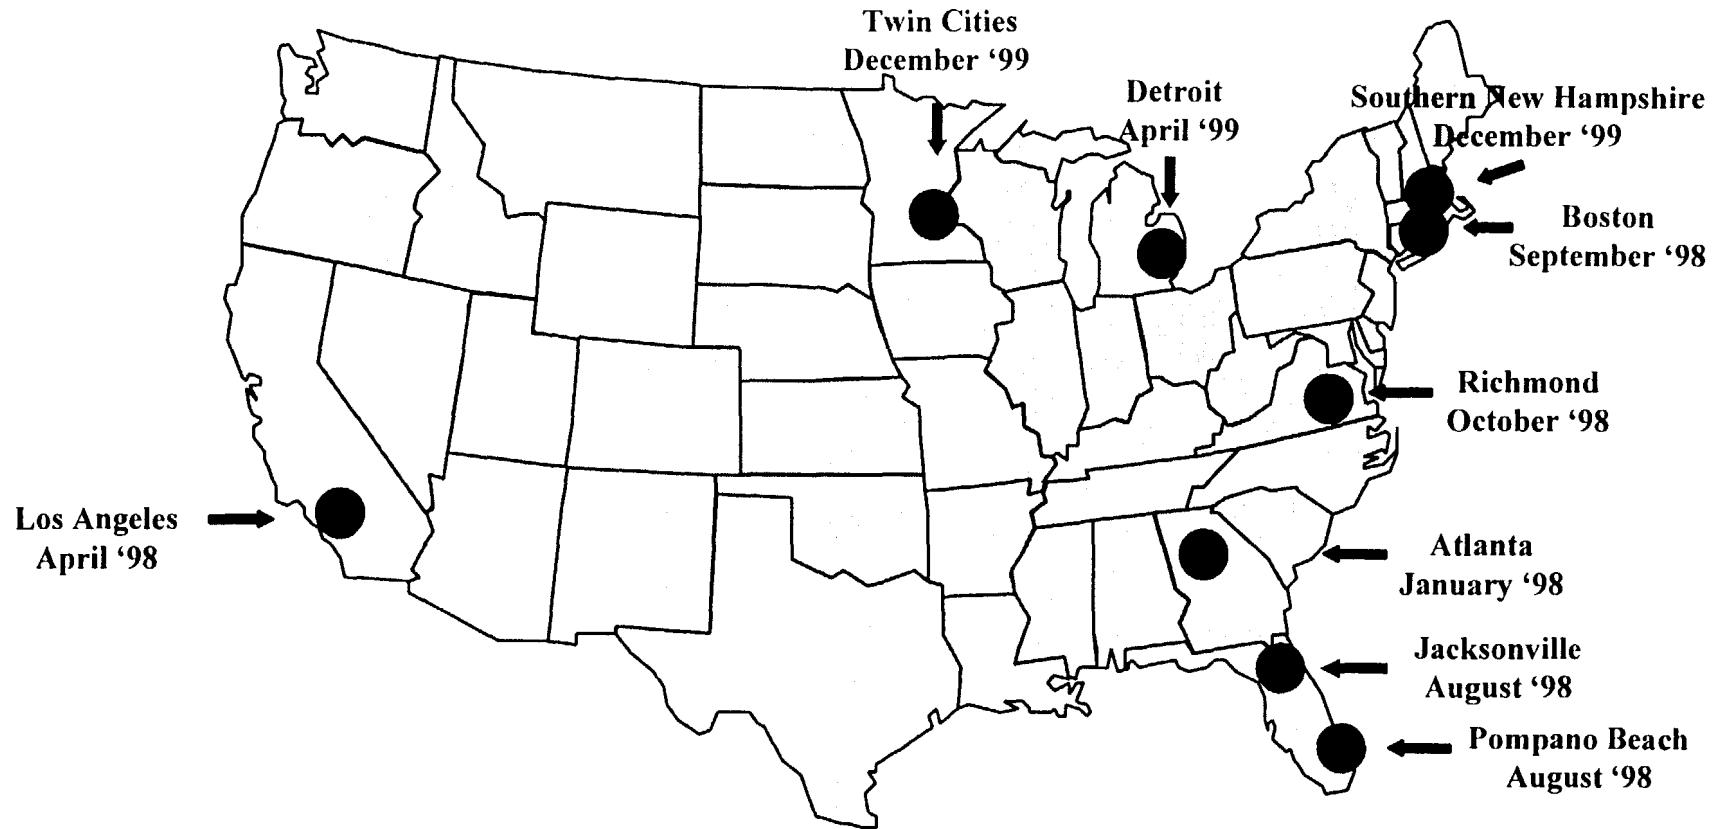 Twin Cities
December ‘99
Detroit
April ‘99
Southern New Hampshire
December ‘99
Boston
September ‘98
Richmond
October ‘98
Los Angeles
April ‘98
Atlanta
January ‘98
Jacksonville
August ‘98
Pompano Beach
August ‘98